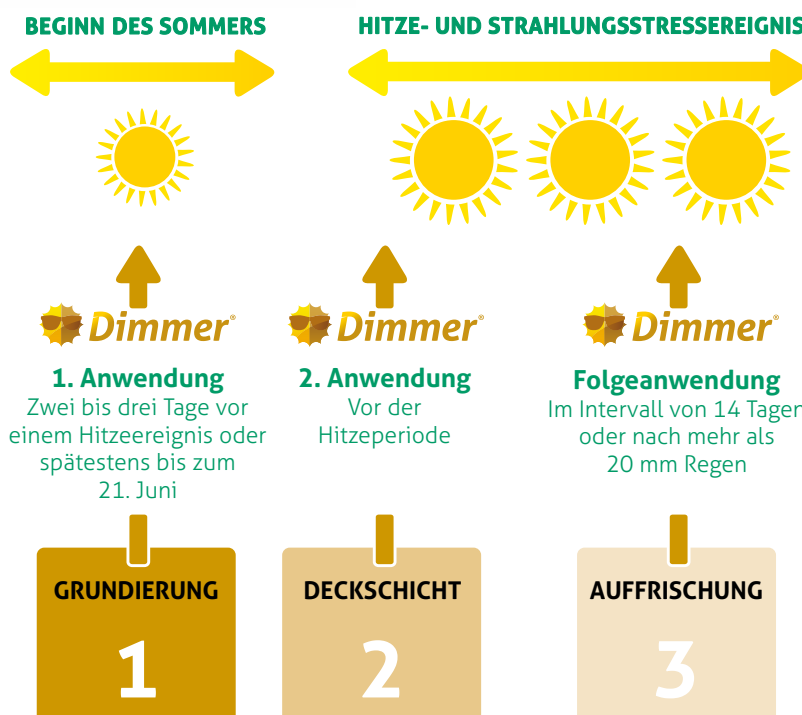 BEGINN DES SOMMERS
HITZE- UND STRAHLUNGSSTRESSEREIGNIS
Dimmer®
Dimmer®
Dimmer®
1. Anwendung
Zwei bis drei Tage vor
einem Hitzeereignis oder
spätestens bis zum
21. Juni
2. Anwendung
Vor der
Hitzeperiode
Folgeanwendung
Im Intervall von 14 Tagen
oder nach mehr als
20 mm Regen
GRUNDIERUNG
1
DECKSCHICHT
2
AUFFRISCHUNG
3